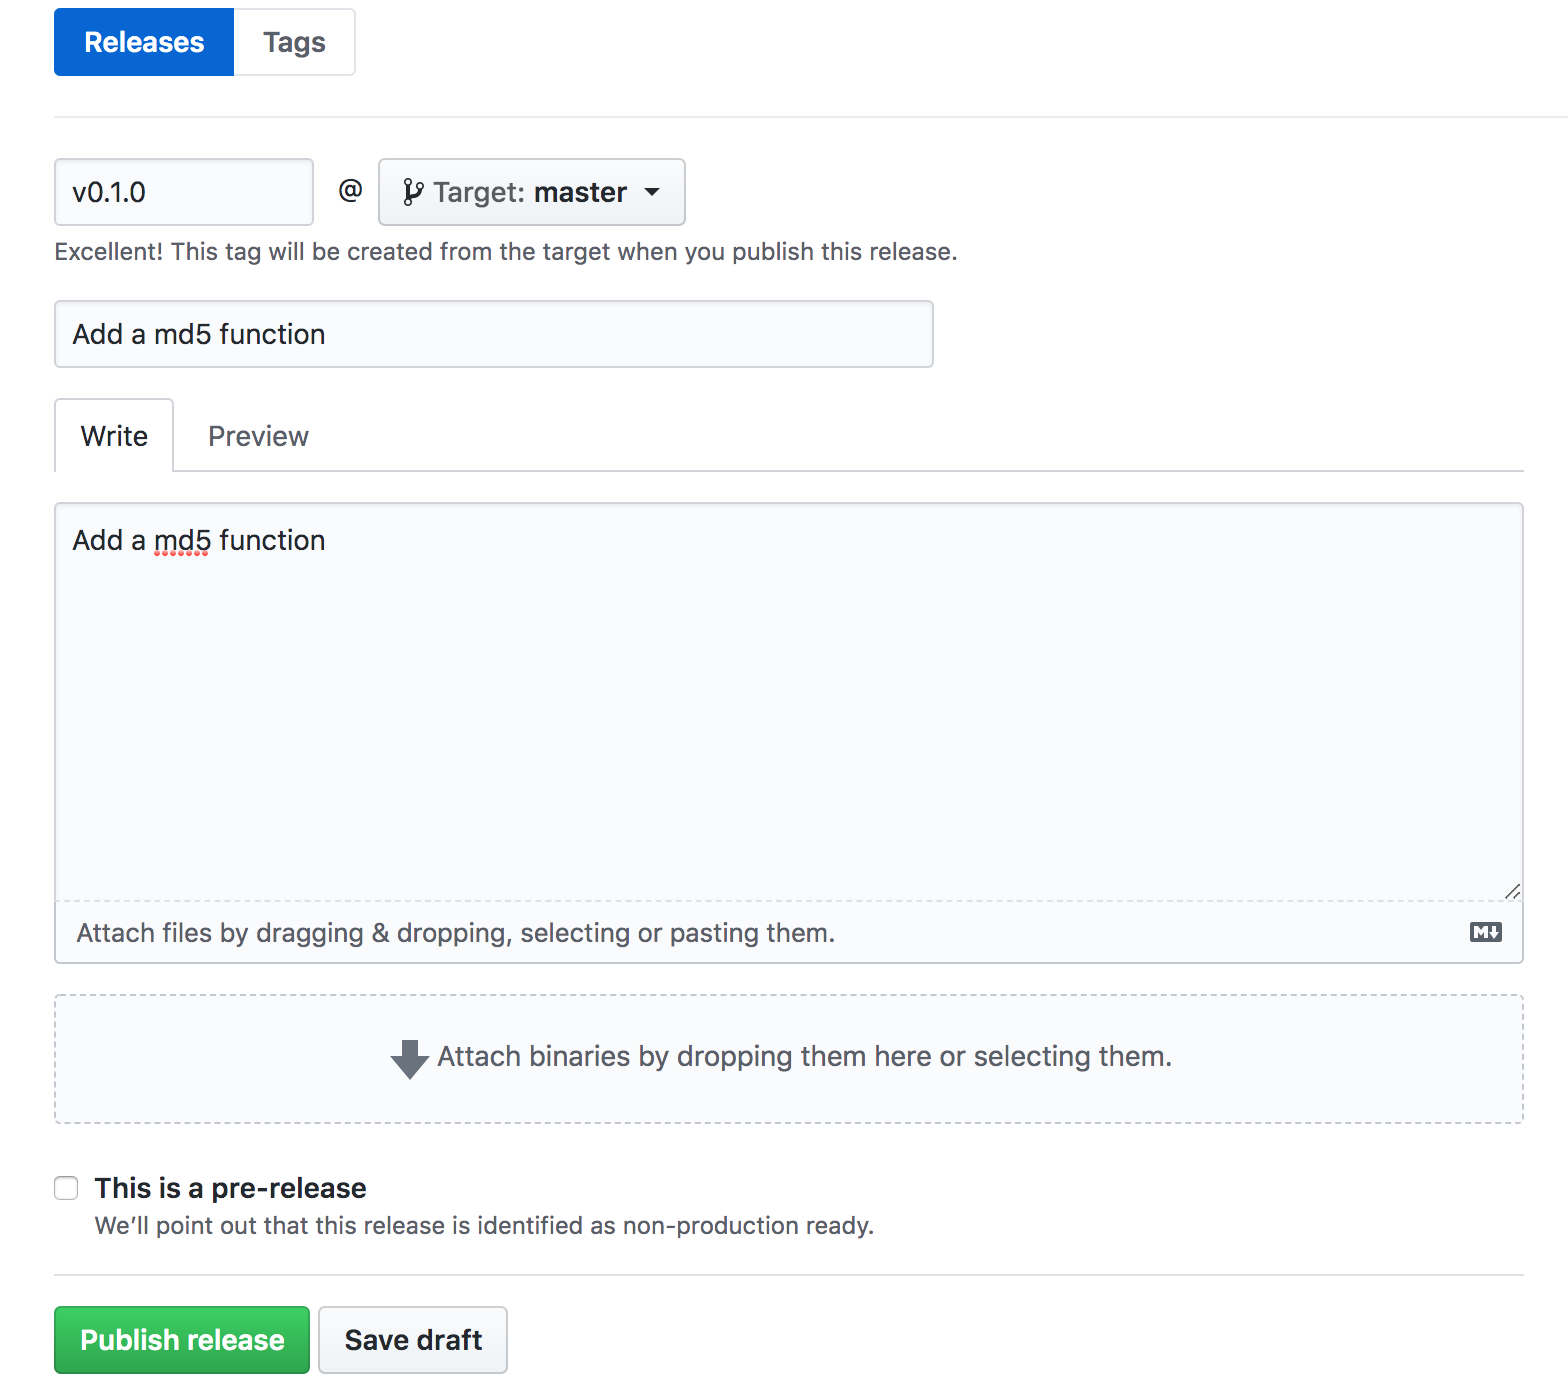 Releases Tags
v0.1.0 @ Target: master
Excellent! This tag will be created from the target when you publish this release.
Add a md5 function
Write Preview
Add a md5 function
Attach files by dragging & dropping, selecting or pasting them.
M
Attach binaries by dropping them here or selecting them.
This is a pre-release
We’ll point out that this release is identified as non-production ready.
Publish release Save draft